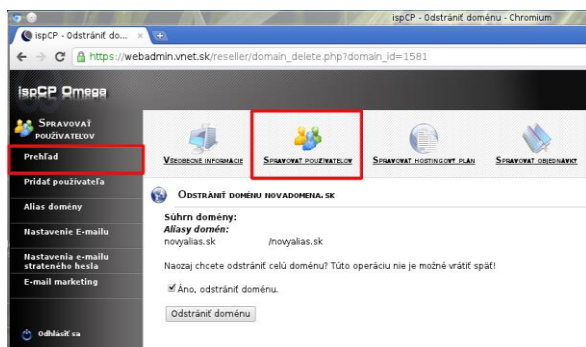 ispCP - Odstrániť doménu - Chromium
ispCP - Odstrániť do...
https://webadmin.vnet.sk/reseller/domain_delete.php?domain_id=1581
ispCP Omega
Spravovať používateľov
Prehľad
Pridať používateľa
Alias domény
Nastavenie E-mailu
Nastavenia e-mailu
strateného hesla
E-mail marketing
Odhlásiť sa
Všeobecné informácie
Spravovať používateľov
Spravovať hostingový plán
Spravovať objednávky
Odstrániť doménu novadomena.sk
Súhrn domény:
Aliasy domén:
novyalias.sk /novyalias.sk
Naozaj chcete odstrániť celú doménu? Túto operáciu nie je možné vrátiť späť!
Áno, odstrániť doménu.
Odstrániť doménu